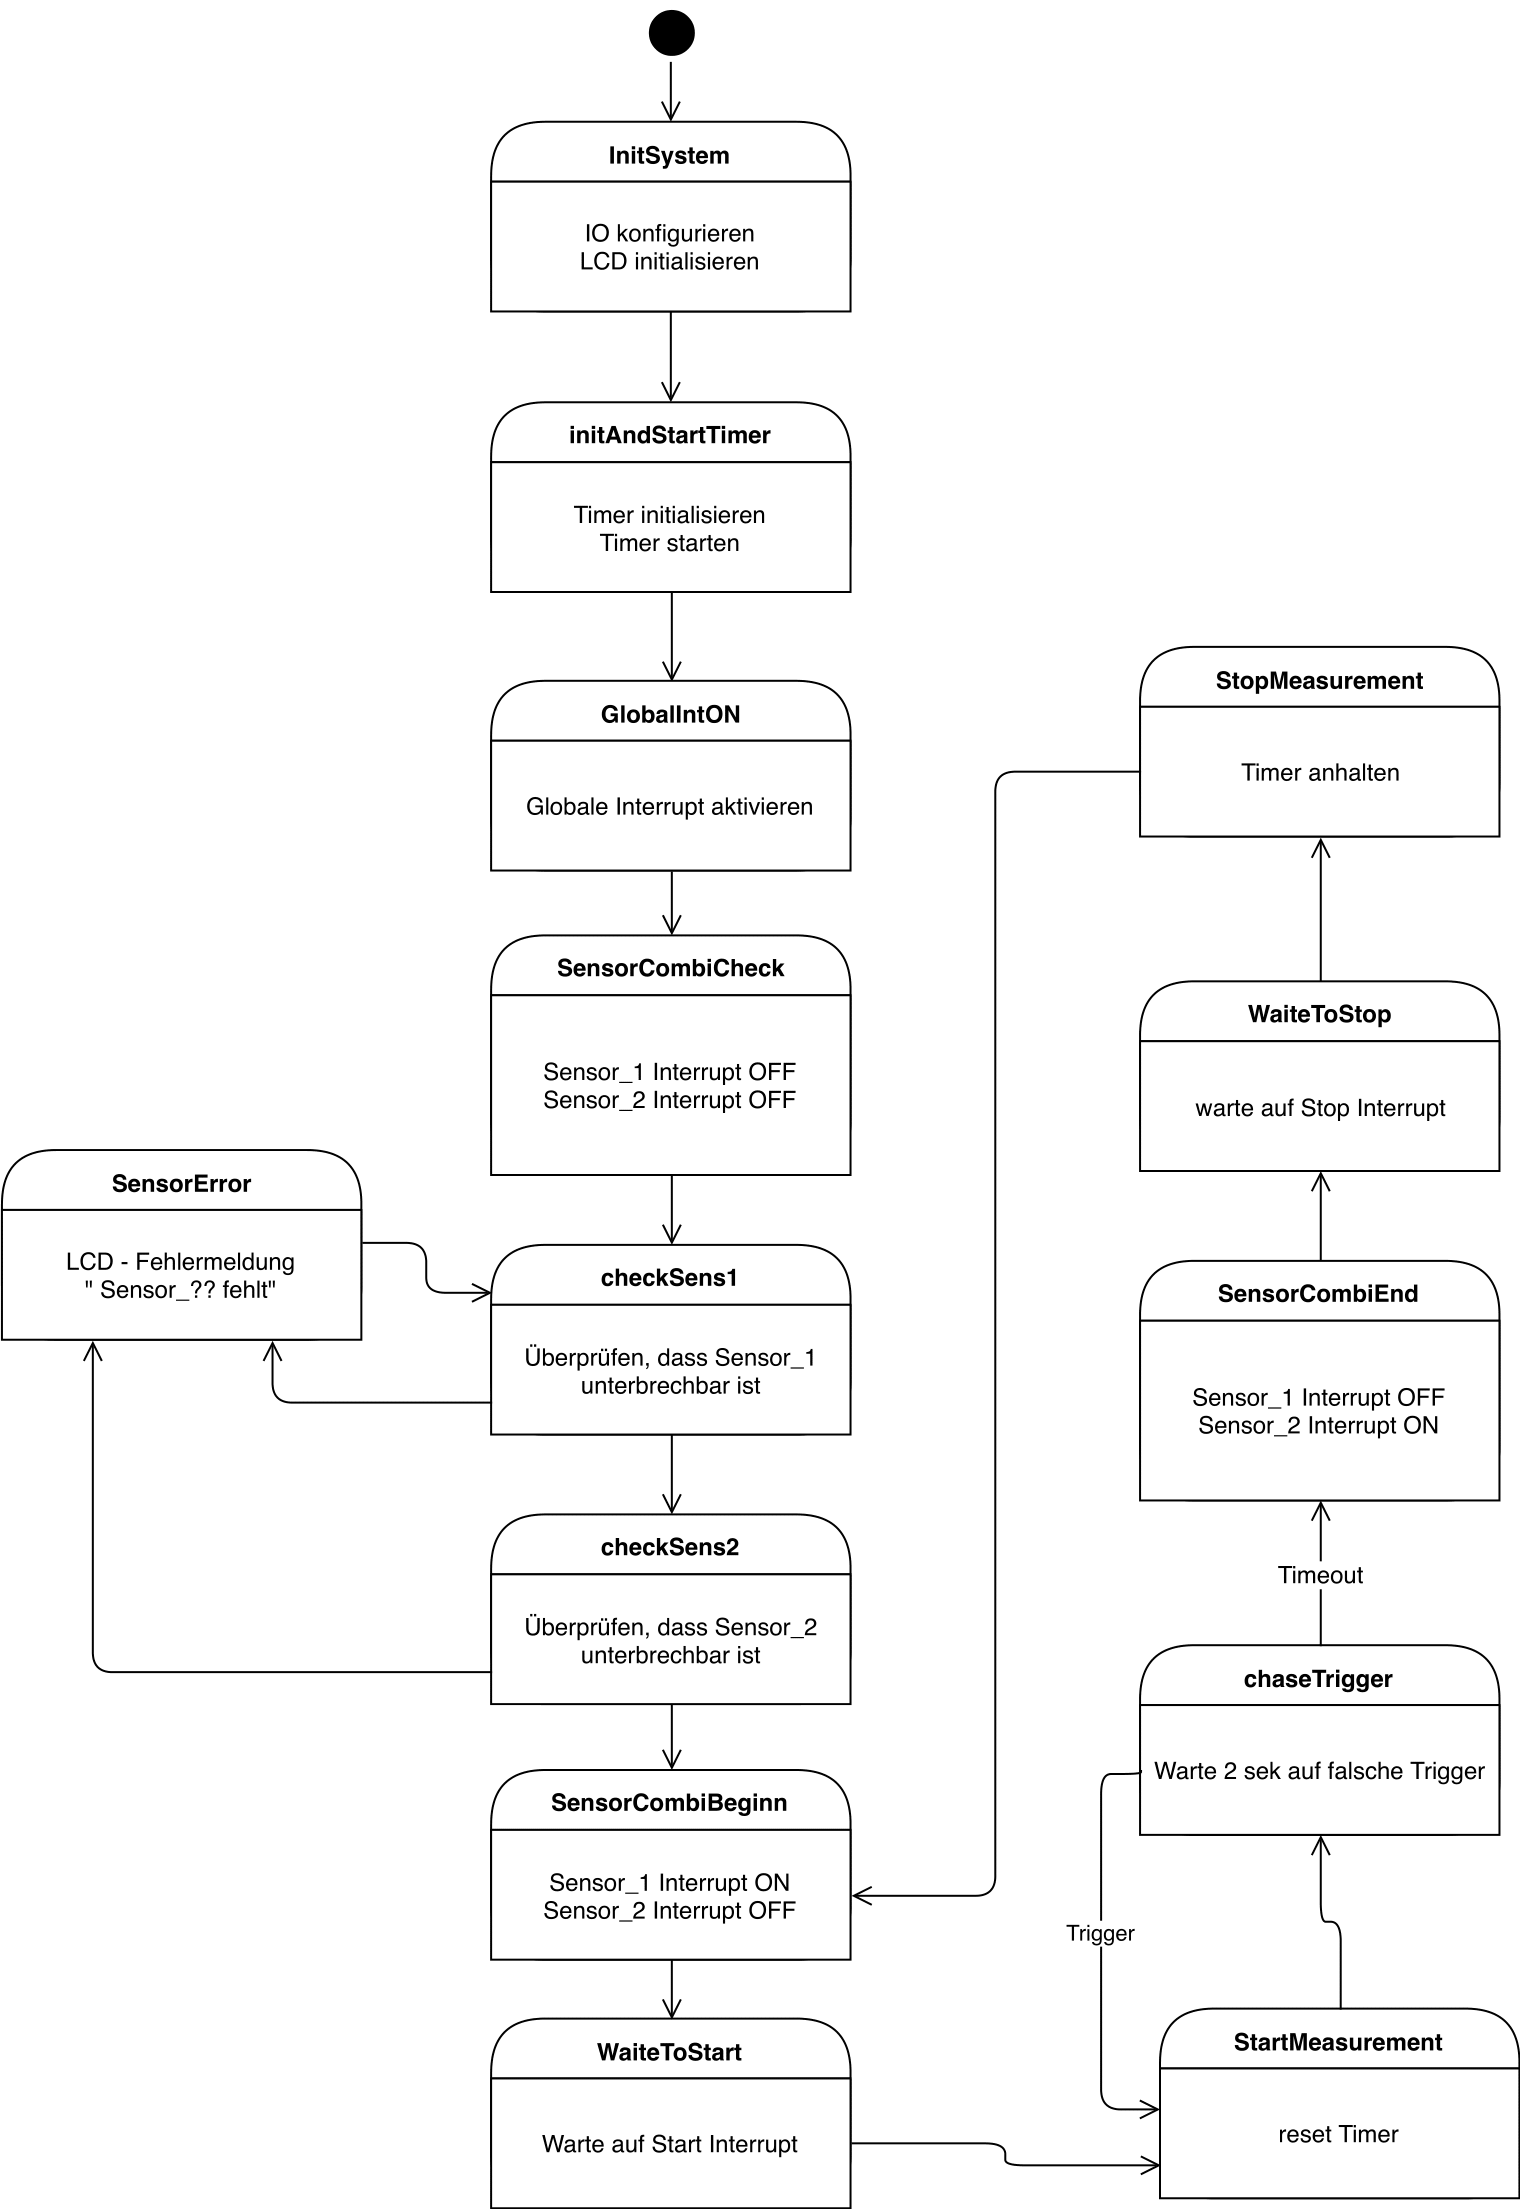 InitSystem
IO konfigurieren
LCD initialisieren
initAndStartTimer
Timer initialisieren
Timer starten
GlobalIntON
Globale Interrupt aktivieren
SensorCombiCheck
Sensor_1 Interrupt OFF
Sensor_2 Interrupt OFF
SensorError
LCD - Fehlermeldung
" Sensor_?? fehlt"
checkSens1
Überprüfen, dass Sensor_1
unterbrechbar ist
checkSens2
Überprüfen, dass Sensor_2
unterbrechbar ist
SensorCombiBeginn
Sensor_1 Interrupt ON
Sensor_2 Interrupt OFF
WaiteToStart
Warte auf Start Interrupt
StopMeasurement
Timer anhalten
WaiteToStop
warte auf Stop Interrupt
SensorCombiEnd
Sensor_1 Interrupt OFF
Sensor_2 Interrupt ON
Timeout
chaseTrigger
Warte 2 sek auf falsche Trigger
Trigger
StartMeasurement
reset Timer